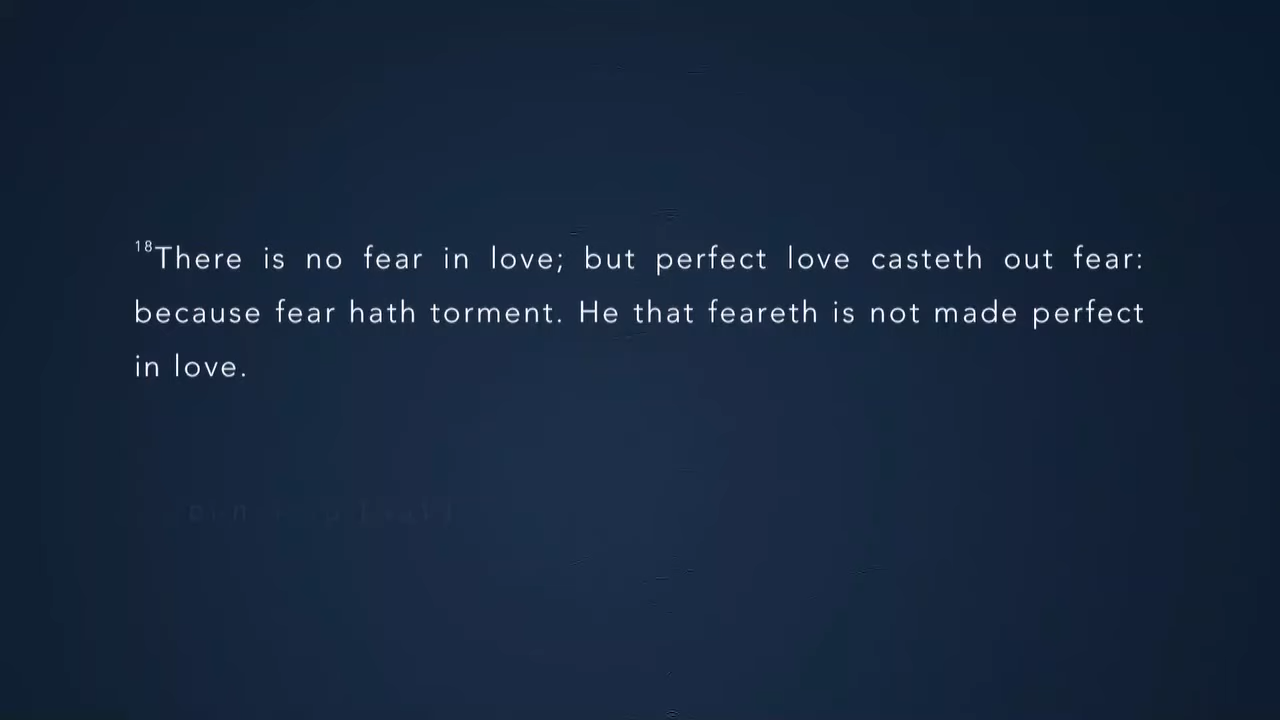 18There is no fear in love; but perfect love casteth out fear:
because fear hath torment. He that feareth is not made perfect
in love.